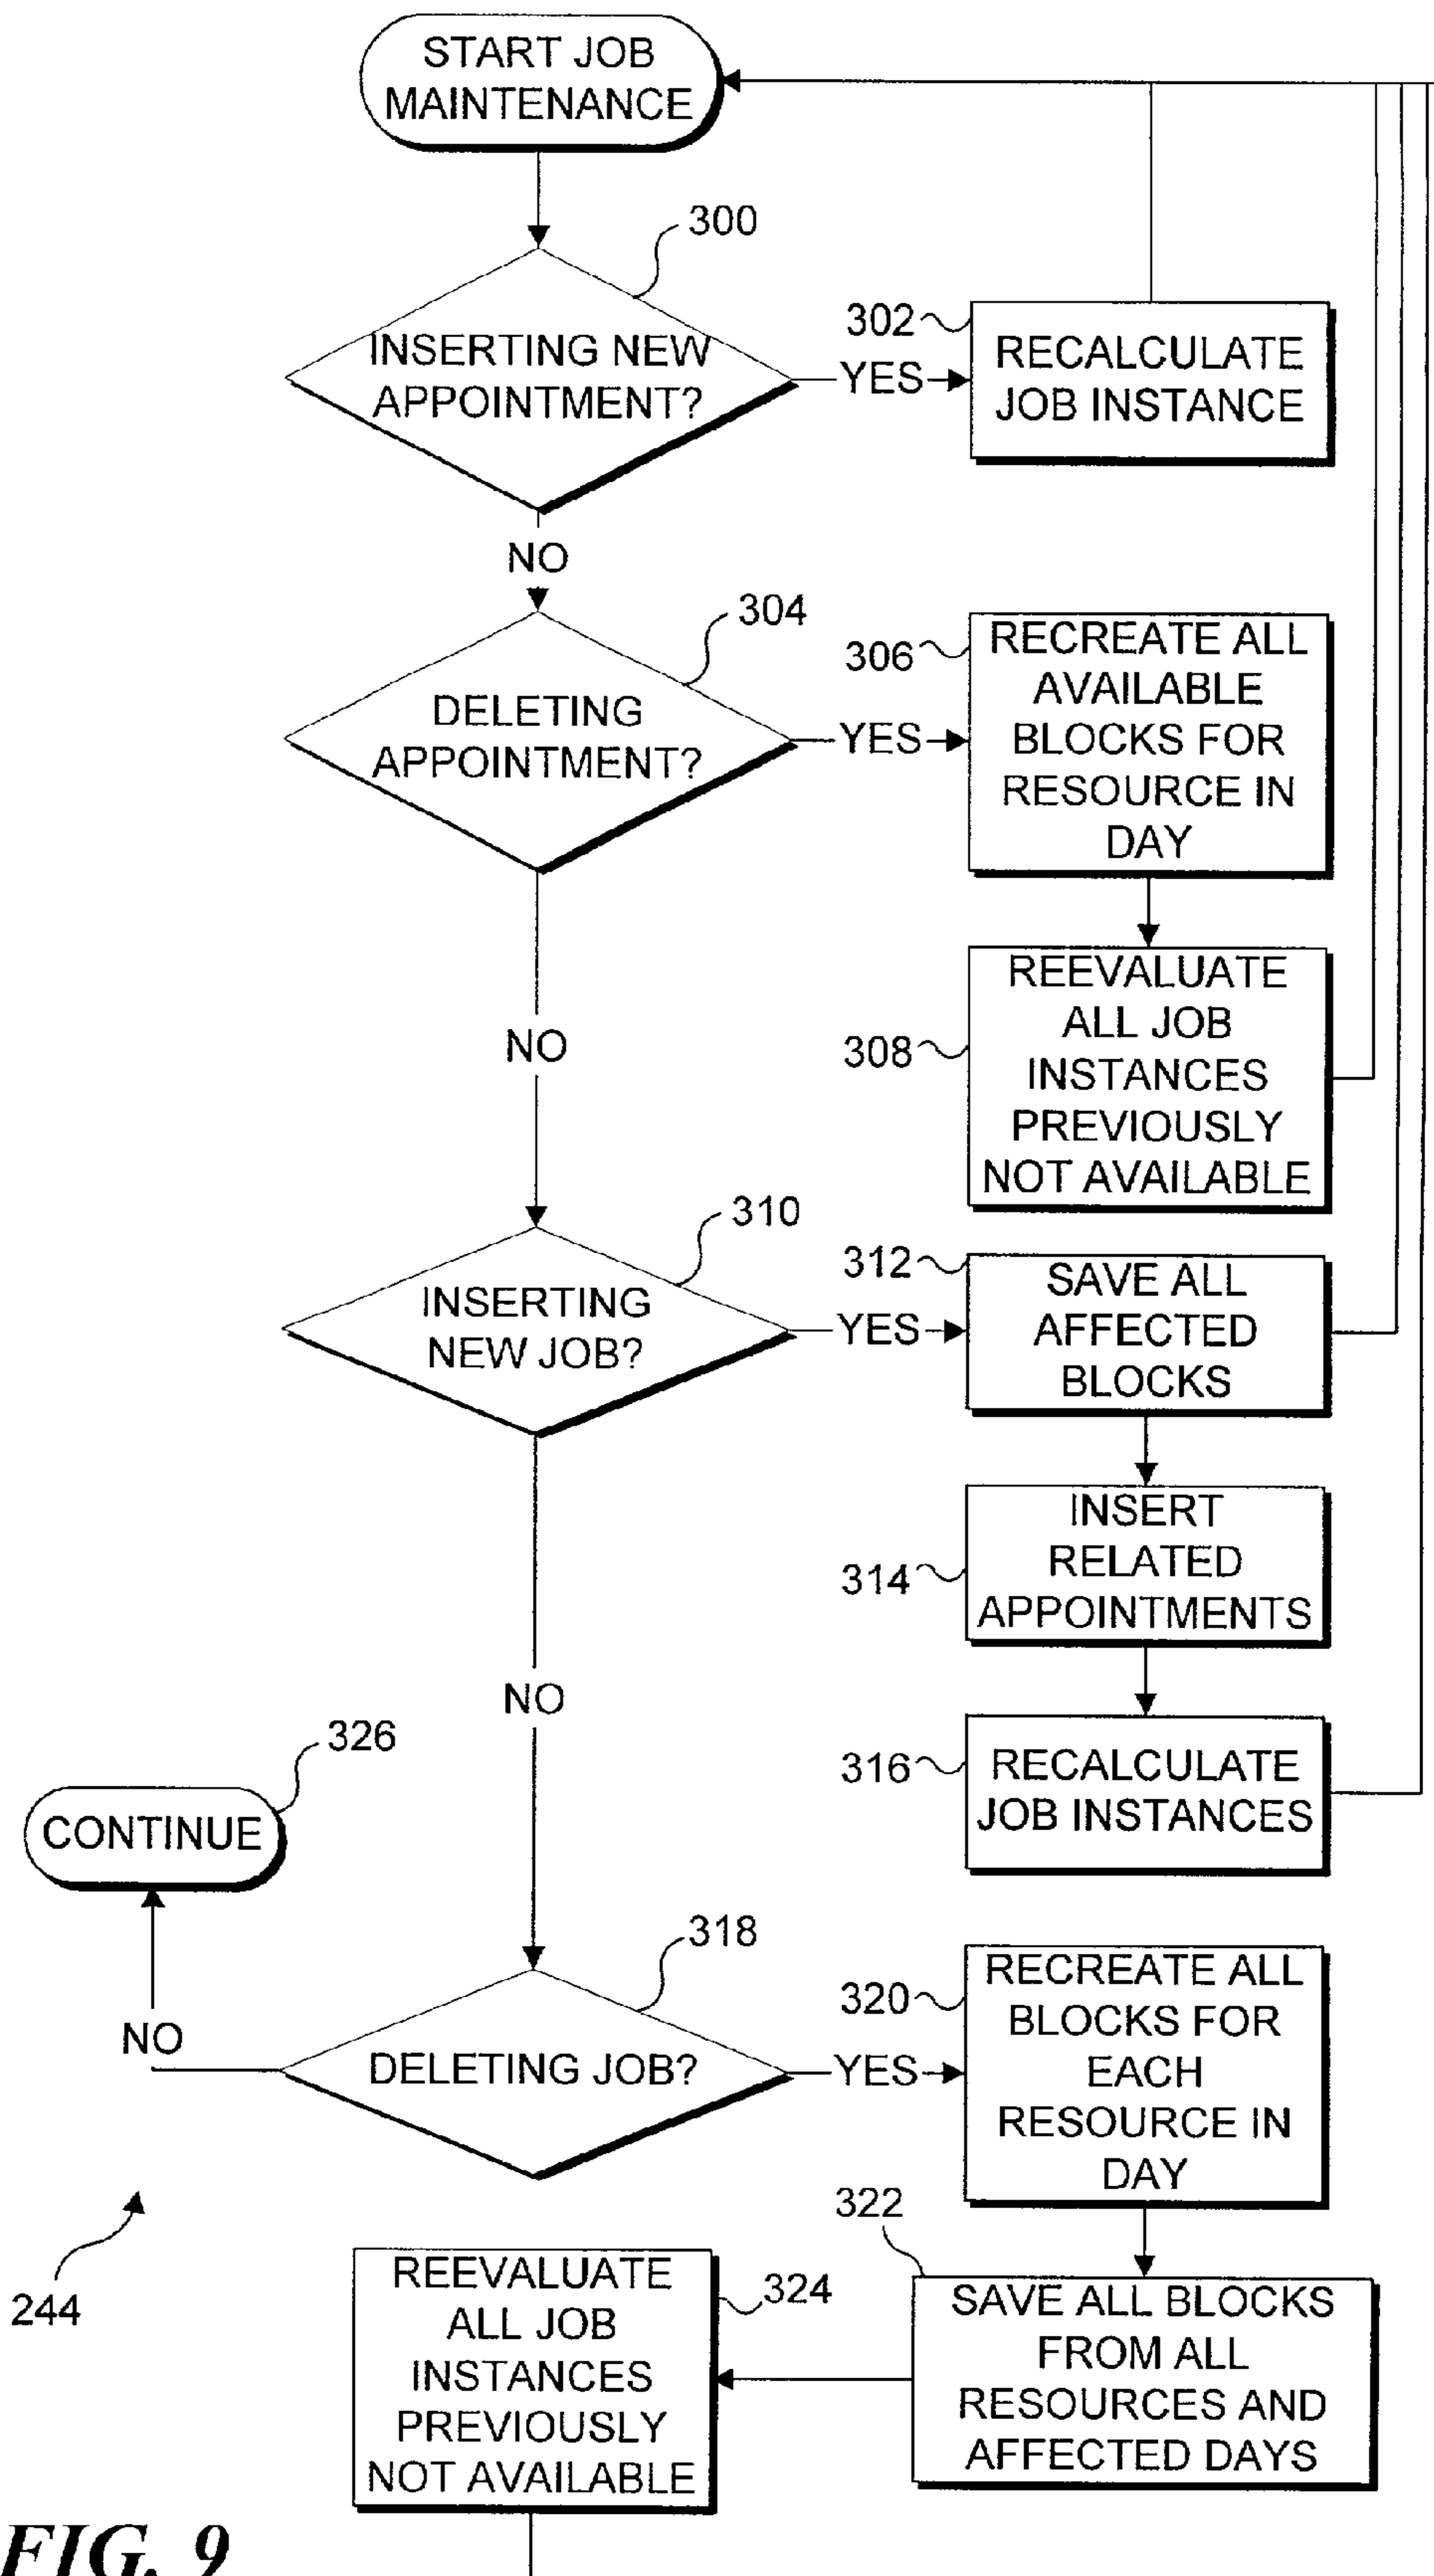 START JOB
MAINTENANCE
300
INSERTING NEW
APPOINTMENT?
YES
302
RECALCULATE
JOB INSTANCE
NO
304
DELETING
APPOINTMENT?
YES
306
RECREATE ALL
AVAILABLE
BLOCKS FOR
RESOURCE IN
DAY
308
REEVALUATE
ALL JOB
INSTANCES
PREVIOUSLY
NOT AVAILABLE
NO
310
INSERTING
NEW JOB?
YES
312
SAVE ALL
AFFECTED
BLOCKS
314
INSERT
RELATED
APPOINTMENTS
316
RECALCULATE
JOB INSTANCES
NO
326
CONTINUE
NO
318
DELETING JOB?
YES
320
RECREATE ALL
BLOCKS FOR
EACH
RESOURCE IN
DAY
322
SAVE ALL BLOCKS
FROM ALL
RESOURCES AND
AFFECTED DAYS
324
REEVALUATE
ALL JOB
INSTANCES
PREVIOUSLY
NOT AVAILABLE
244
FIG. 9